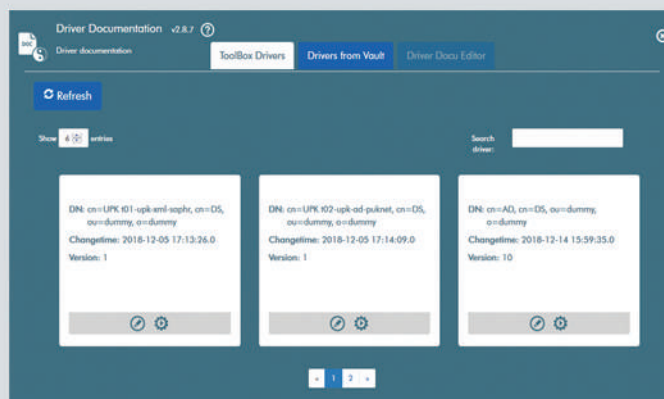 Driver Documentation v2.8.7 ?
DOC
Driver documentation
ToolBox Drivers
Drivers from Vault
Driver Docu Editor
Refresh
Show 6 entries
Search
driver:
DN: cn=UPK t01-upk-xml-saphr, cn=DS,
ou=dummy, o=dummy
Changetime: 2018-12-05 17:13:26.0
Version: 1
DN: cn=UPK t02-upk-ad-puknet, cn=DS,
ou=dummy, o=dummy
Changetime: 2018-12-05 17:14:09.0
Version: 1
DN: cn=AD, cn=DS, ou=dummy,
o=dummy
Changetime: 2018-12-14 15:59:35.0
Version: 10
« 1 2 »